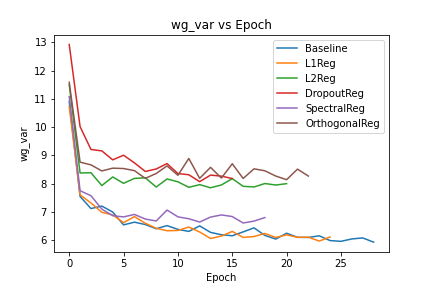 wg_var vs Epoch
13
12
11
10
9
8
7
6
wg_var
0
5
10
15
20
25
Epoch
Baseline
L1Reg
L2Reg
DropoutReg
SpectralReg
OrthogonalReg